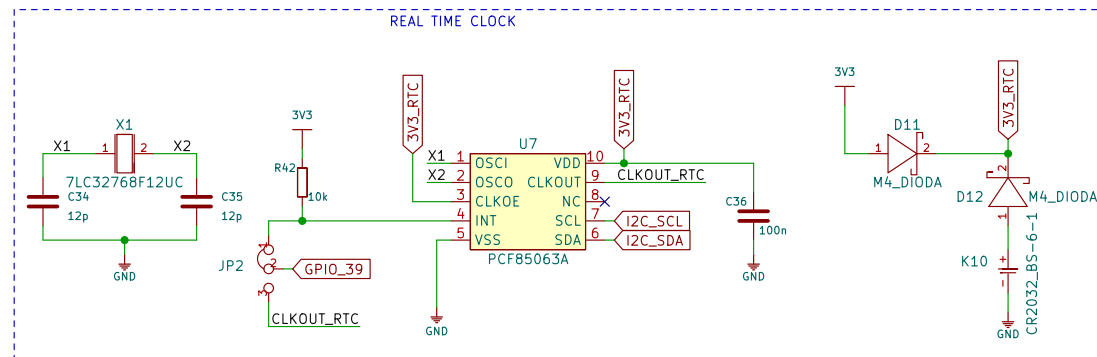 REAL TIME CLOCK
X1
X1
1
2
X2
7LC32768F12UC
C34
12p
C35
12p
GND
3V3
R42
10k
JP2
1
2
3
GPIO_39
CLKOUT_RTC
3V3_RTC
3V3_RTC
U7
X1
1
OSCI
VDD
10
X2
2
OSCO
CLKOUT
9
CLKOUT_RTC
3
CLKOE
NC
8
4
INT
SCL
7
I2C_SCL
5
VSS
SDA
6
I2C_SDA
PCF85063A
GND
C36
100n
GND
3V3
3V3_RTC
D11
1
2
M4_DIODA
D12
2
M4_DIODA
1
K10
+
-
CR2032_BS-6-1
GND